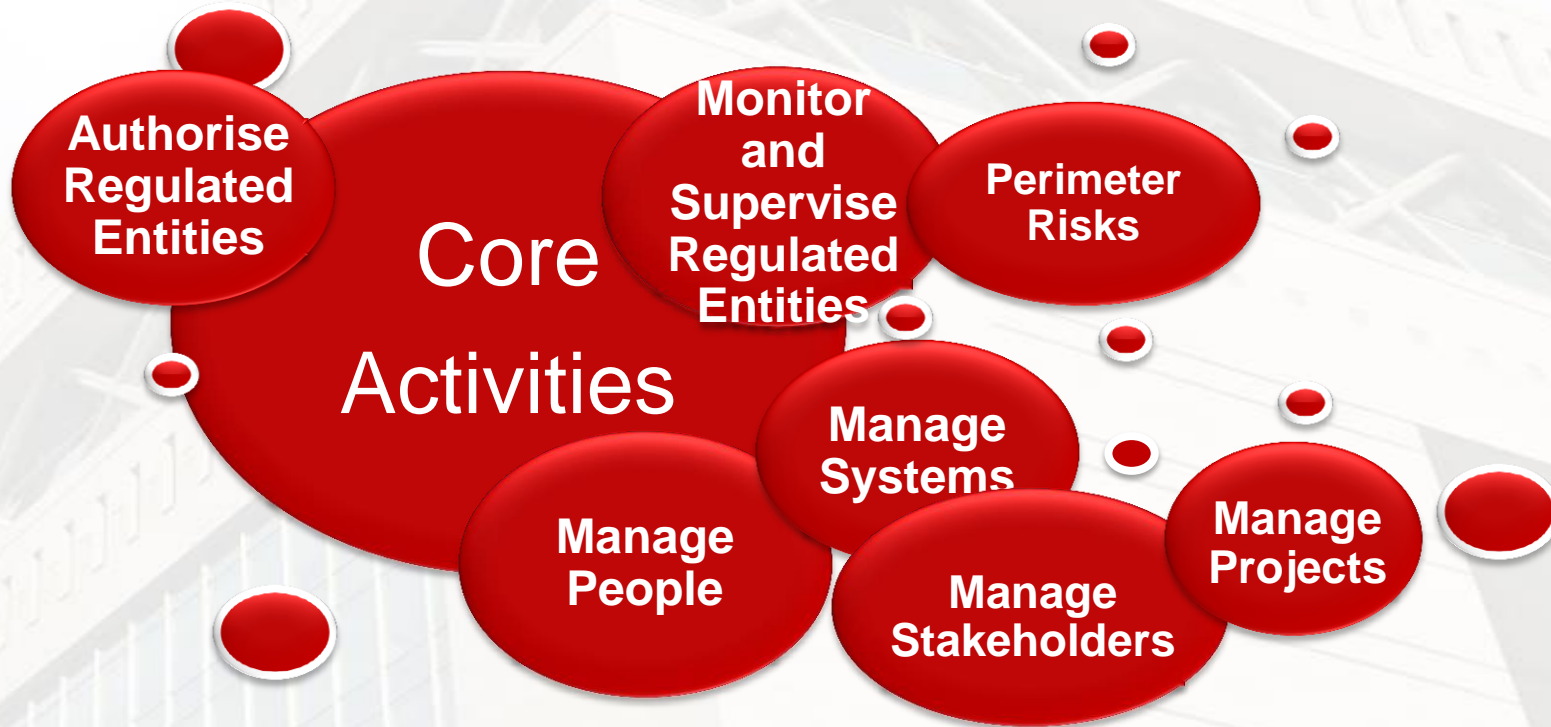 Authorise
Regulated
Entities
Core
Activities
Monitor
and
Supervise
Regulated
Entities
Perimeter
Risks
Manage
Systems
Manage
People
Manage
Stakeholders
Manage
Projects